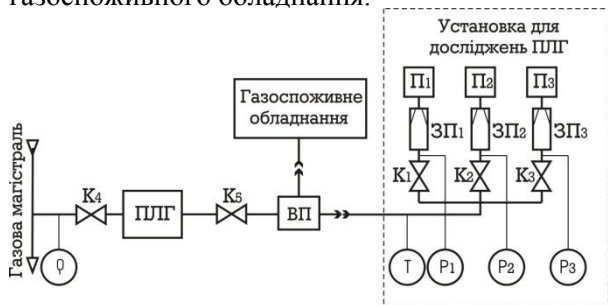 газоспоживного обладнання.
Установка для
досліджень ПЛГ
П1 П2 П3
Газоспоживне
обладнання
ЗП1 ЗП2 ЗП3
К1 К2 К3
Газова магістраль
К4 К5
ПЛГ ВП
Q T P1 P2 P3